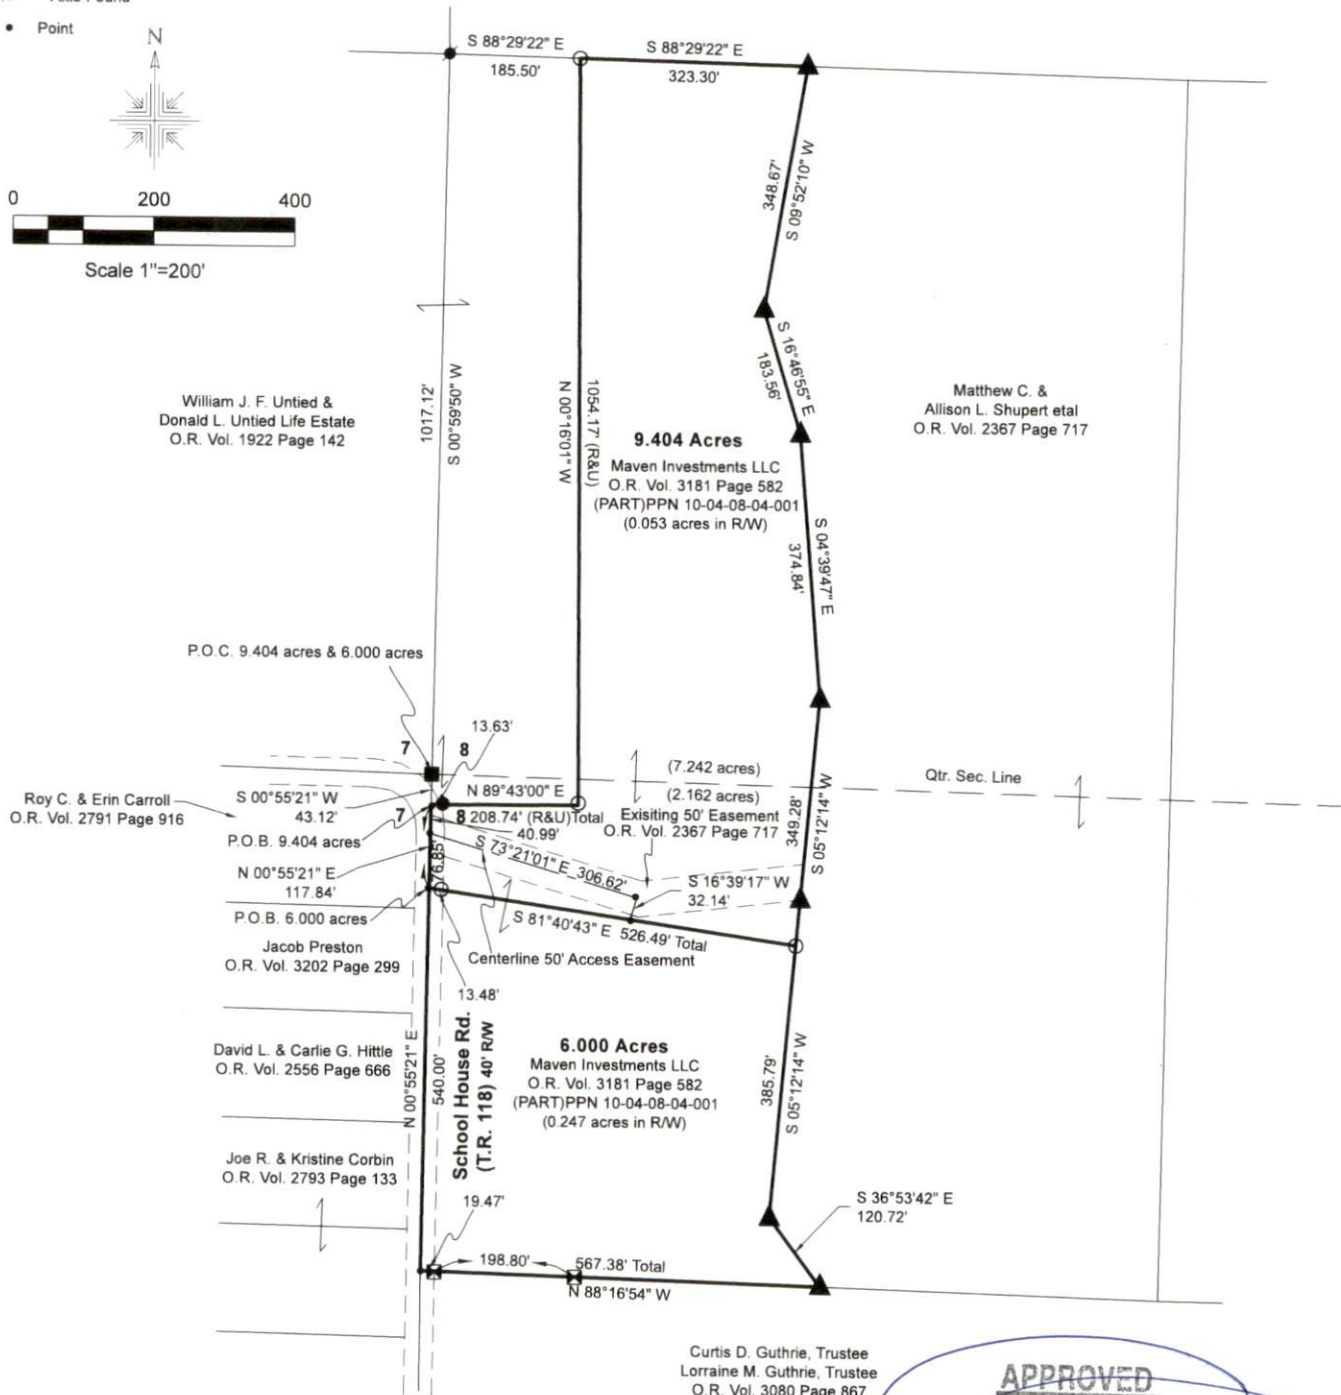 Point
N
S 88°29'22" E
185.50'
S 88°29'22" E
323.30'
0 200 400
Scale 1"=200'
348.67'
S 09°52'10" W
S 16°46'55" E
183.56'
1017.12'
S 00°59'50" W
1054.17' (R&U)
N 00°16'01" W
William J. F. Untied &
Donald L. Untied Life Estate
O.R. Vol. 1922 Page 142
9.404 Acres
Maven Investments LLC
O.R. Vol. 3181 Page 582
(PART)PPN 10-04-08-04-001
(0.053 acres in R/W)
Matthew C. &
Allison L. Shupert etal
O.R. Vol. 2367 Page 717
S 04°39'47" E
374.84'
P.O.C. 9.404 acres & 6.000 acres
13.63'
7 8
(7.242 acres)
Qtr. Sec. Line
(2.162 acres)
N 89°43'00" E
208.74' (R&U)Total
7 8
40.99'
Exisiting 50' Easement
O.R. Vol. 2367 Page 717
349.28'
S 05°12'14" W
Roy C. & Erin Carroll
O.R. Vol. 2791 Page 916
S 00°55'21" W
43.12'
P.O.B. 9.404 acres
N 00°55'21" E
117.84'
76.85'
S 73°21'01" E 306.62'
S 16°39'17" W
32.14'
P.O.B. 6.000 acres
S 81°40'43" E 526.49' Total
Centerline 50' Access Easement
Jacob Preston
O.R. Vol. 3202 Page 299
13.48'
David L. & Carlie G. Hittle
O.R. Vol. 2556 Page 666
N 00°55'21" E
540.00'
School House Rd.
(T.R. 118) 40' R/W
6.000 Acres
Maven Investments LLC
O.R. Vol. 3181 Page 582
(PART)PPN 10-04-08-04-001
(0.247 acres in R/W)
385.79'
S 05°12'14" W
Joe R. & Kristine Corbin
O.R. Vol. 2793 Page 133
19.47'
S 36°53'42" E
120.72'
198.80'
567.38' Total
N 88°16'54" W
Curtis D. Guthrie, Trustee
Lorraine M. Guthrie, Trustee
O.R. Vol. 3080 Page 867
APPROVED